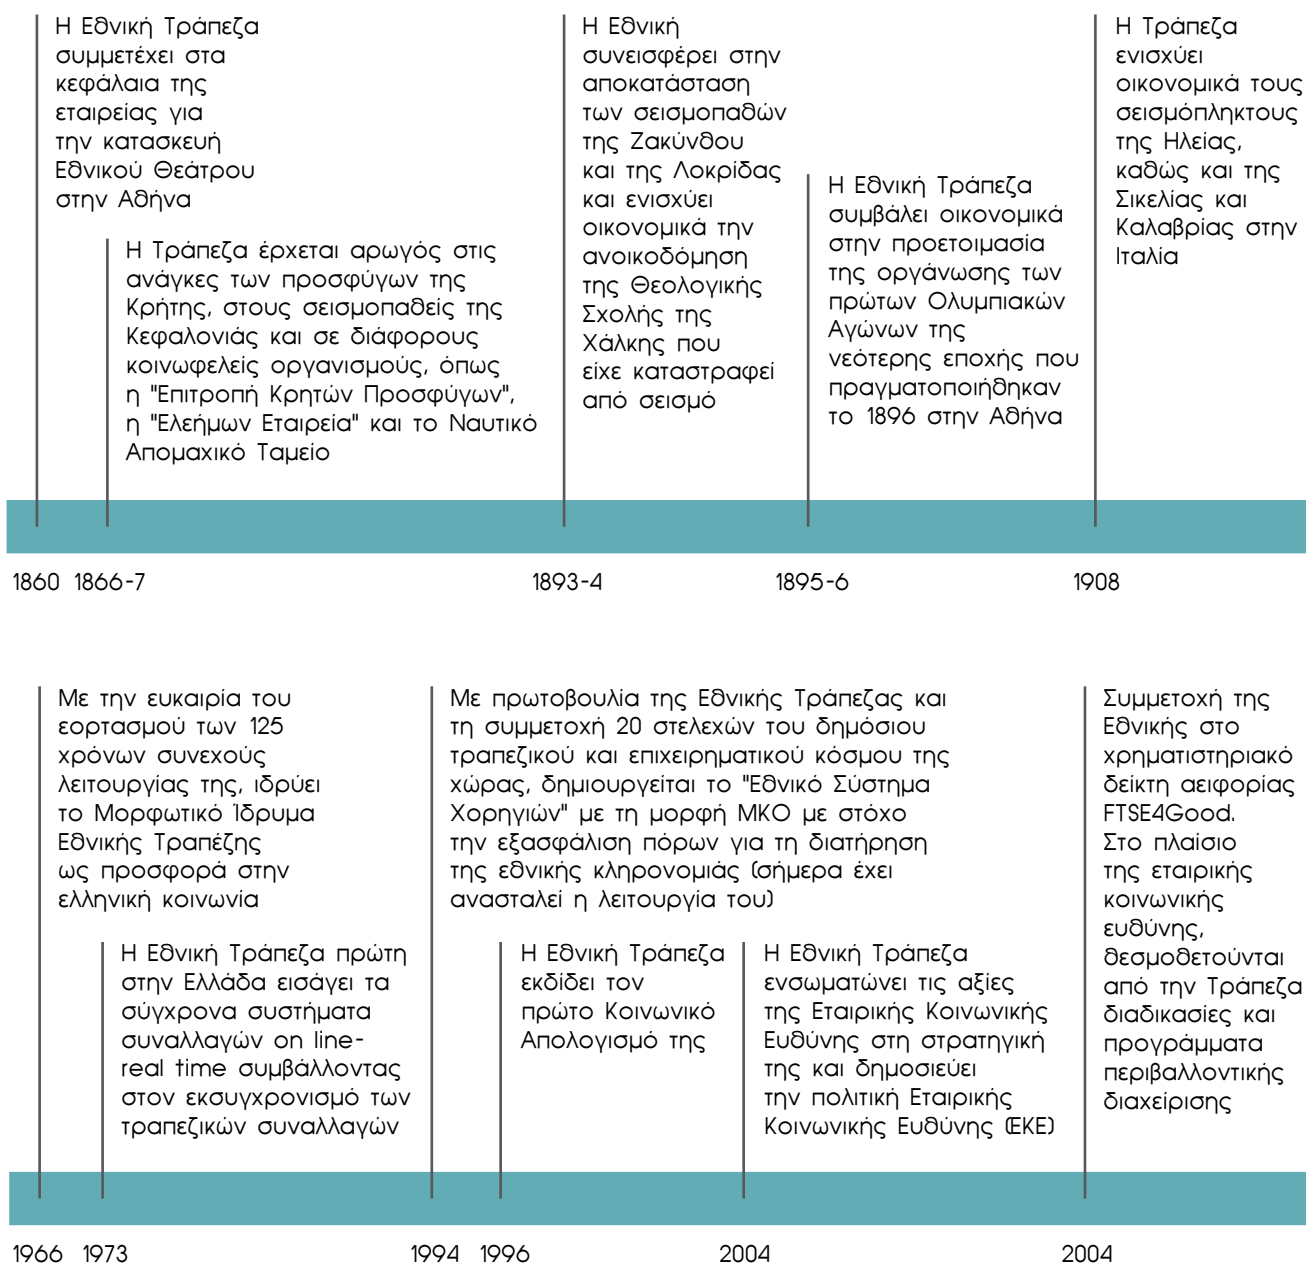 Η Εθνική Τράπεζα
συμμετέχει στα
κεφάλαια της
εταιρείας για
την κατασκευή
Εθνικού Θεάτρου
στην Αθήνα
Η Τράπεζα έρχεται αρωγός στις
ανάγκες των προσφύγων της
Κρήτης, στους σεισμοπαθείς της
Κεφαλονιάς και σε διάφορους
κοινωφελείς οργανισμούς, όπως
η "Επιτροπή Κρητών Προσφύγων",
η "Ελεήμων Εταιρεία" και το Ναυτικό
Απομαχικό Ταμείο
Η Εθνική
συνεισφέρει στην
αποκατάσταση
των σεισμοπαθών
της Ζακύνθου
και της Λοκρίδας
και ενισχύει
οικονομικά την
ανοικοδόμηση
της Θεολογικής
Σχολής της
Χάλκης που
είχε καταστραφεί
από σεισμό
Η Εθνική Τράπεζα
συμβάλει οικονομικά
στην προετοιμασία
της οργάνωσης των
πρώτων Ολυμπιακών
Αγώνων της
νεότερης εποχής που
πραγματοποιήθηκαν
το 1896 στην Αθήνα
Η Τράπεζα
ενισχύει
οικονομικά τους
σεισμόπληκτους
της Ηλείας,
καθώς και της
Σικελίας και
Καλαβρίας στην
Ιταλία
1860 1866-7 1893-4 1895-6 1908
Με την ευκαιρία του
εορτασμού των 125
χρόνων συνεχούς
λειτουργίας της, ιδρύει
το Μορφωτικό Ίδρυμα
Εθνικής Τραπέζης
ως προσφορά στην
ελληνική κοινωνία
Η Εθνική Τράπεζα πρώτη
στην Ελλάδα εισάγει τα
σύγχρονα συστήματα
συναλλαγών on line-
real time συμβάλλοντας
στον εκσυγχρονισμό των
τραπεζικών συναλλαγών
Με πρωτοβουλία της Εθνικής Τράπεζας και
τη συμμετοχή 20 στελεχών του δημόσιου
τραπεζικού και επιχειρηματικού κόσμου της
χώρας, δημιουργείται το "Εθνικό Σύστημα
Χορηγιών" με τη μορφή ΜΚΟ με στόχο
την εξασφάλιση πόρων για τη διατήρηση
της εθνικής κληρονομιάς (σήμερα έχει
ανασταλεί η λειτουργία του)
Η Εθνική Τράπεζα
εκδίδει τον
πρώτο Κοινωνικό
Απολογισμό της
Η Εθνική Τράπεζα
ενσωματώνει τις αξίες
της Εταιρικής Κοινωνικής
Ευθύνης στη στρατηγική
της και δημοσιεύει
την πολιτική Εταιρικής
Κοινωνικής Ευθύνης (ΕΚΕ)
Συμμετοχή της
Εθνικής στο
χρηματιστηριακό
δείκτη αειφορίας
FTSE4Good.
Στο πλαίσιο
της εταιρικής
κοινωνικής
ευθύνης,
θεσμοθετούνται
από την Τράπεζα
διαδικασίες και
προγράμματα
περιβαλλοντικής
διαχείρισης
1966 1973 1994 1996 2004 2004